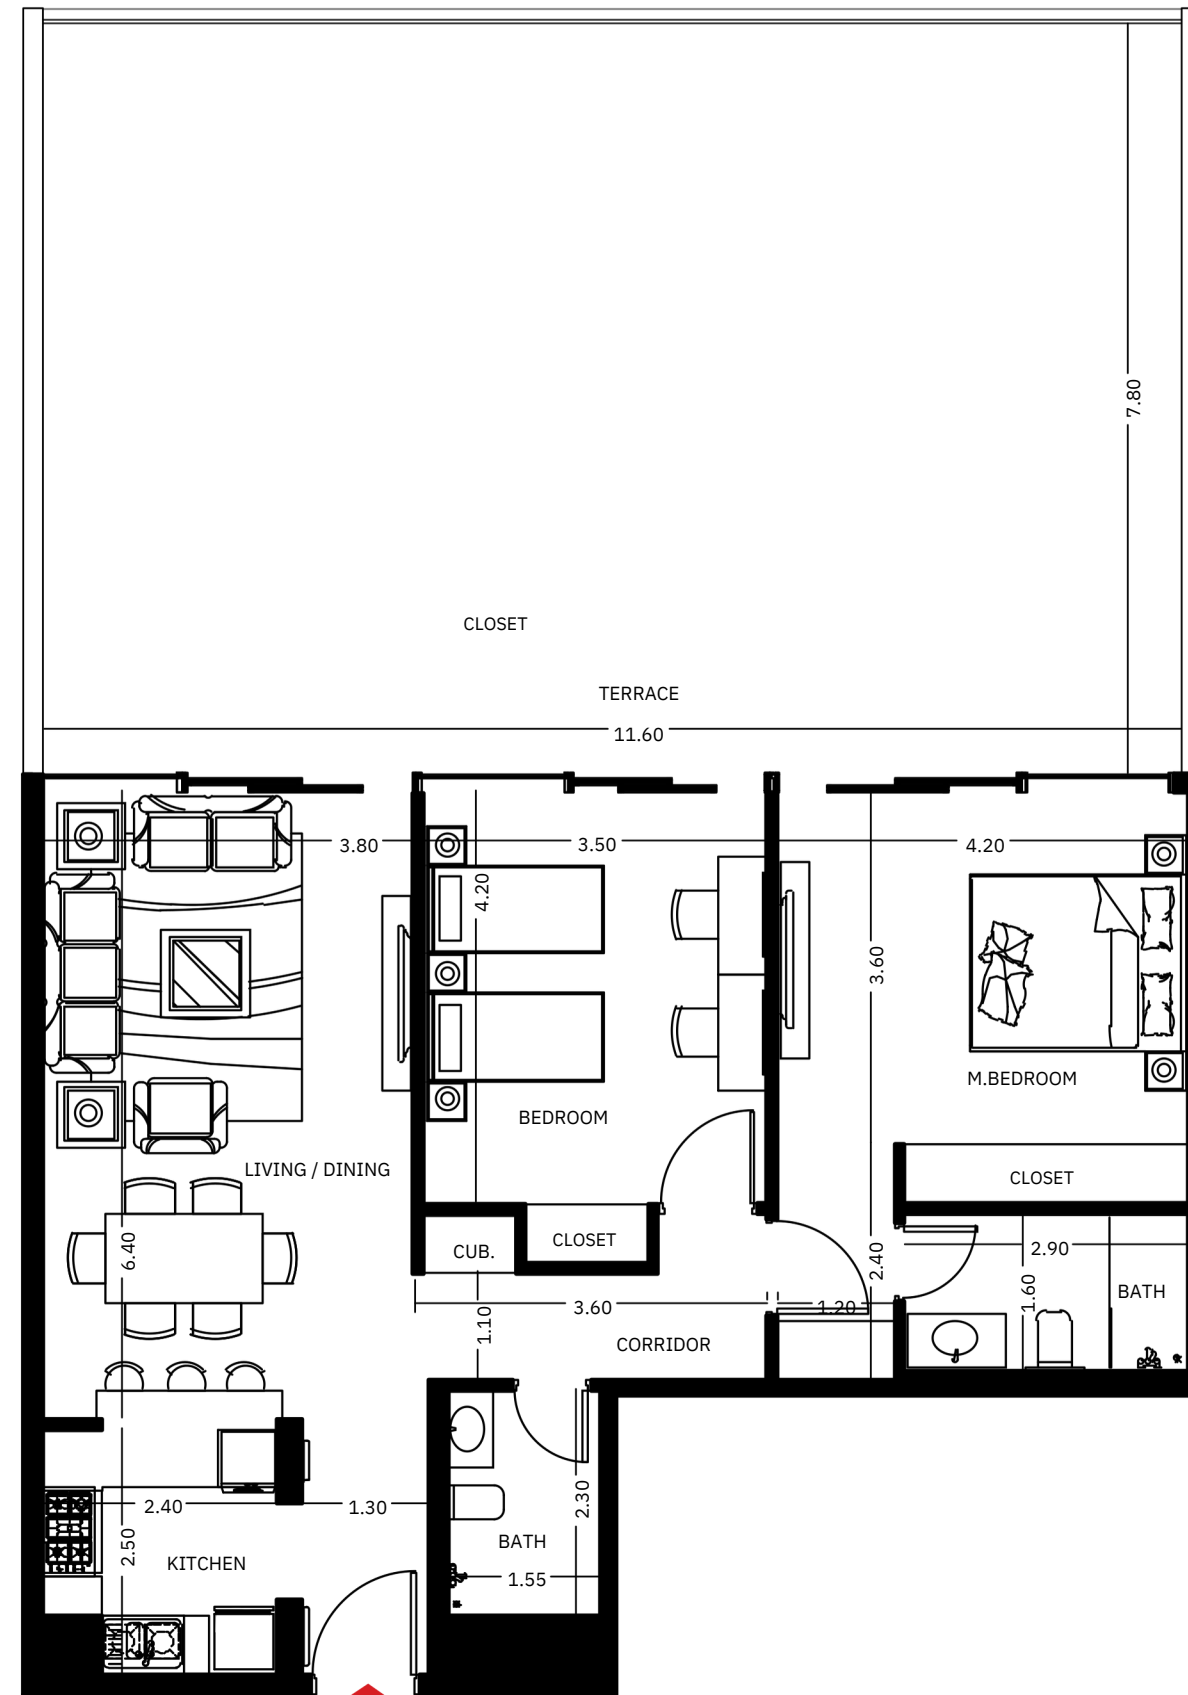 7.80
CLOSET
TERRACE
11.60
3.80
3.50
4.20
4.20
3.60
M.BEDROOM
BEDROOM
LIVING / DINING
CLOSET
CUB.
CLOSET
6.40
2.40
2.90
1.60
BATH
3.60
1.20
1.10
CORRIDOR
2.40
1.30
2.30
2.50
BATH
KITCHEN
1.55